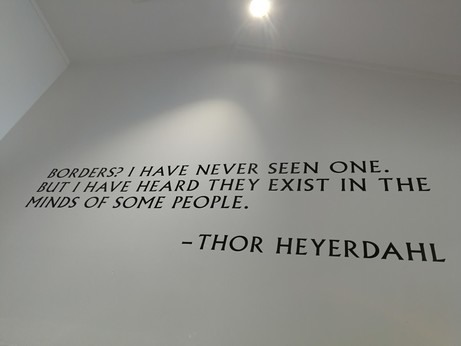 BORDERS? I HAVE NEVER SEEN ONE.
BUT I HAVE HEARD THEY EXIST IN THE
MINDS OF SOME PEOPLE.
–THOR HEYERDAHL